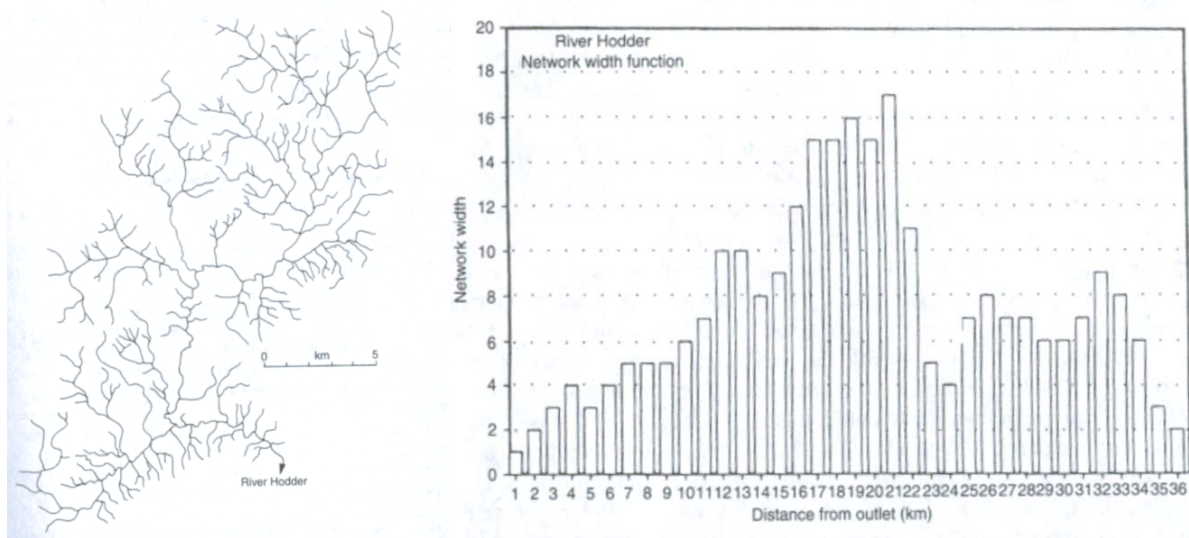 0 km 5
River Hodder
River Hodder
Network width function
Network width
20
18
16
14
12
10
8
6
4
2
0
1 2 3 4 5 6 7 8 9 10 11 12 13 14 15 16 17 18 19 20 21 22 23 24 25 26 27 28 29 30 31 32 33 34 35 36
Distance from outlet (km)